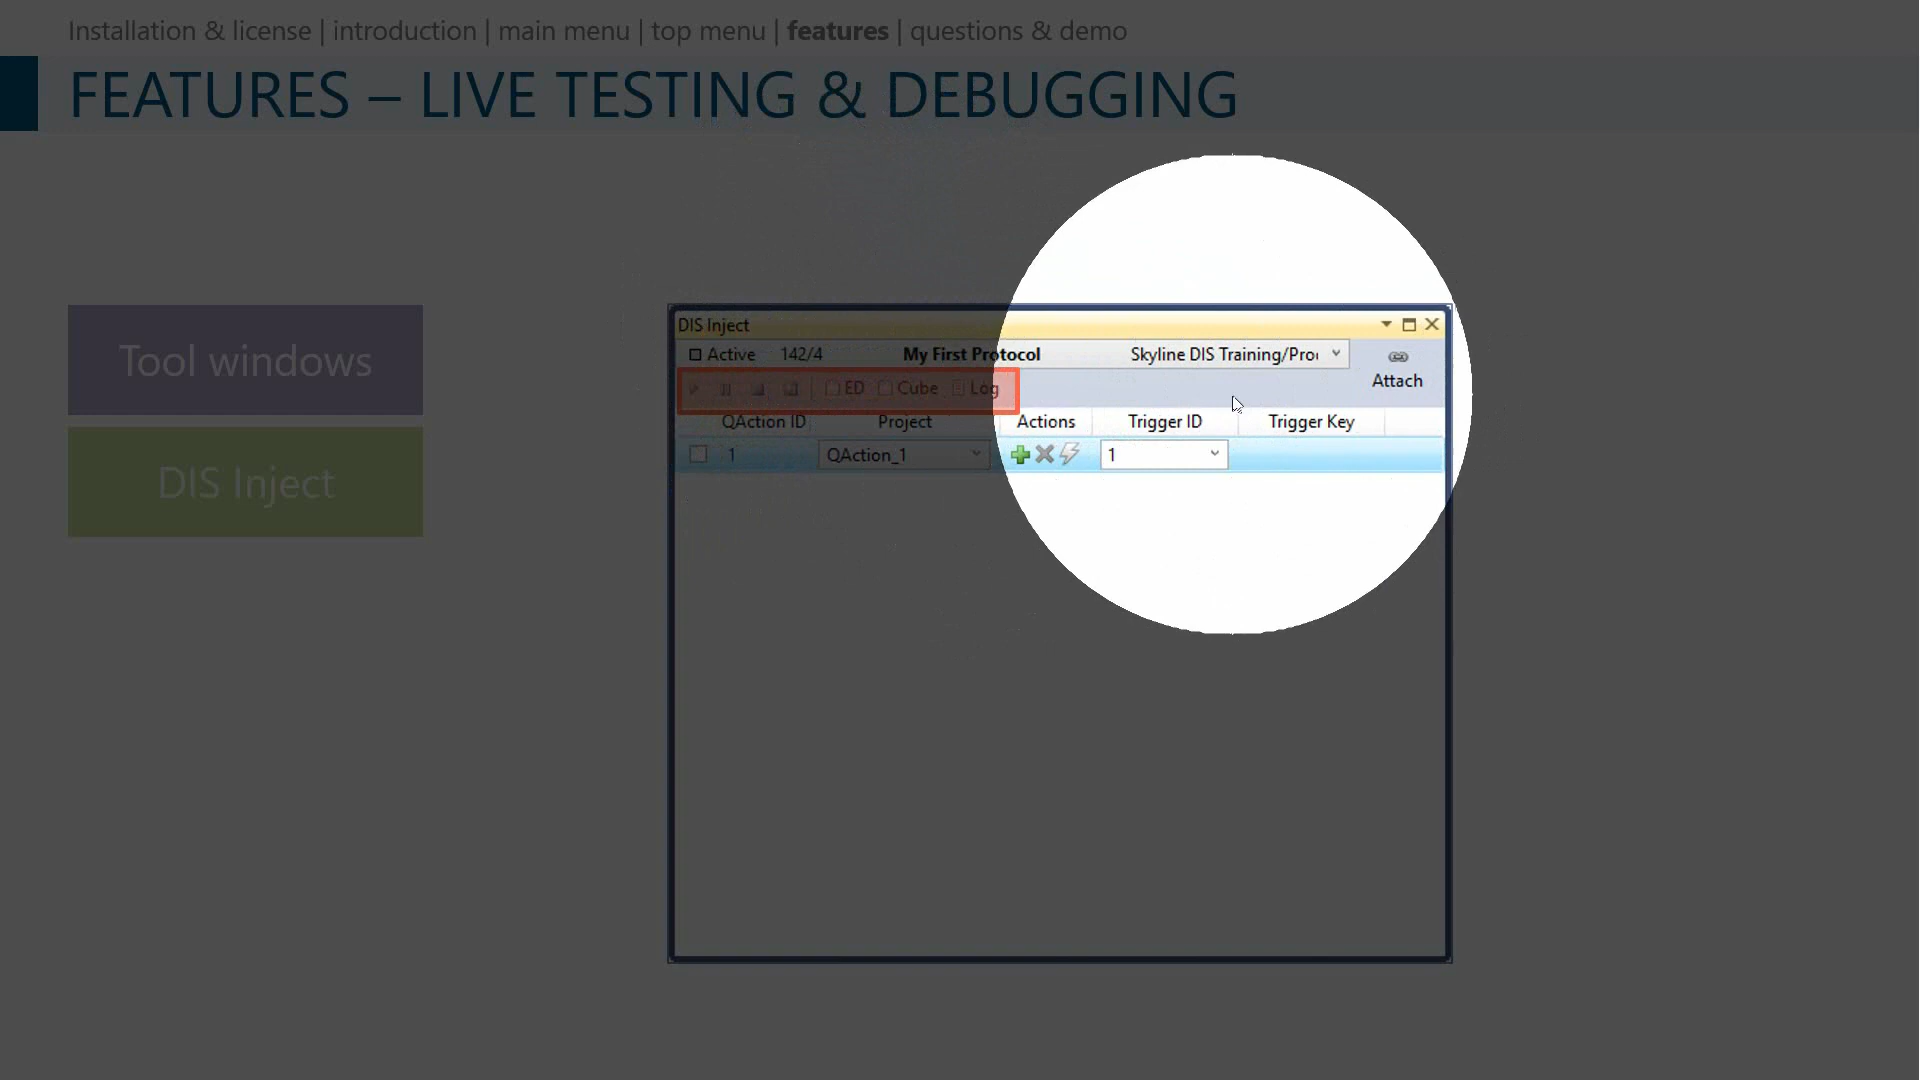 Installation & license | introduction | main menu | top menu | features | questions & demo
FEATURES – LIVE TESTING & DEBUGGING
Tool windows
DIS Inject
DIS Inject
Active 142/4 My First Protocol Skyline DIS Training/Pro
Attach
ED Cube Log
QAction ID Project Actions Trigger ID Trigger Key
1 QAction_1 1